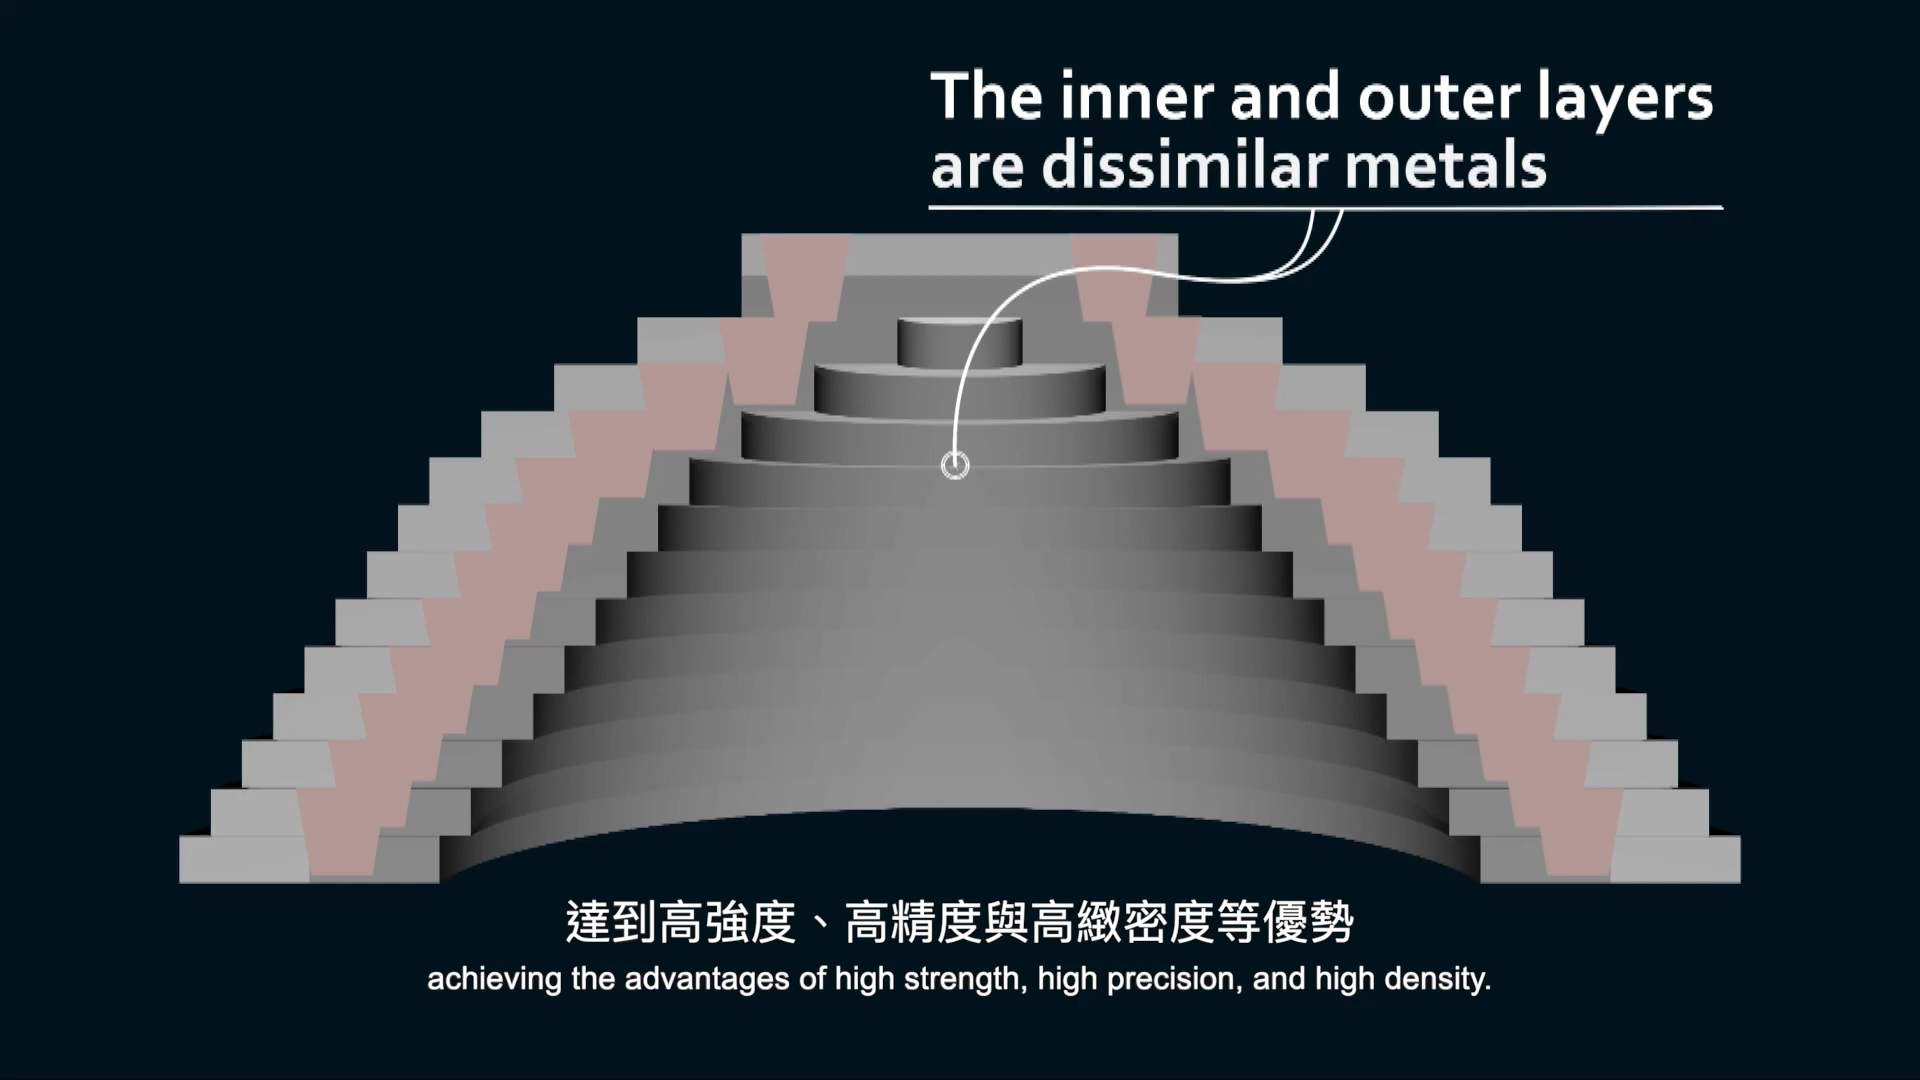 The inner and outer layers
are dissimilar metals
達到高強度、高精度與高緻密度等優勢
achieving the advantages of high strength, high precision, and high density.